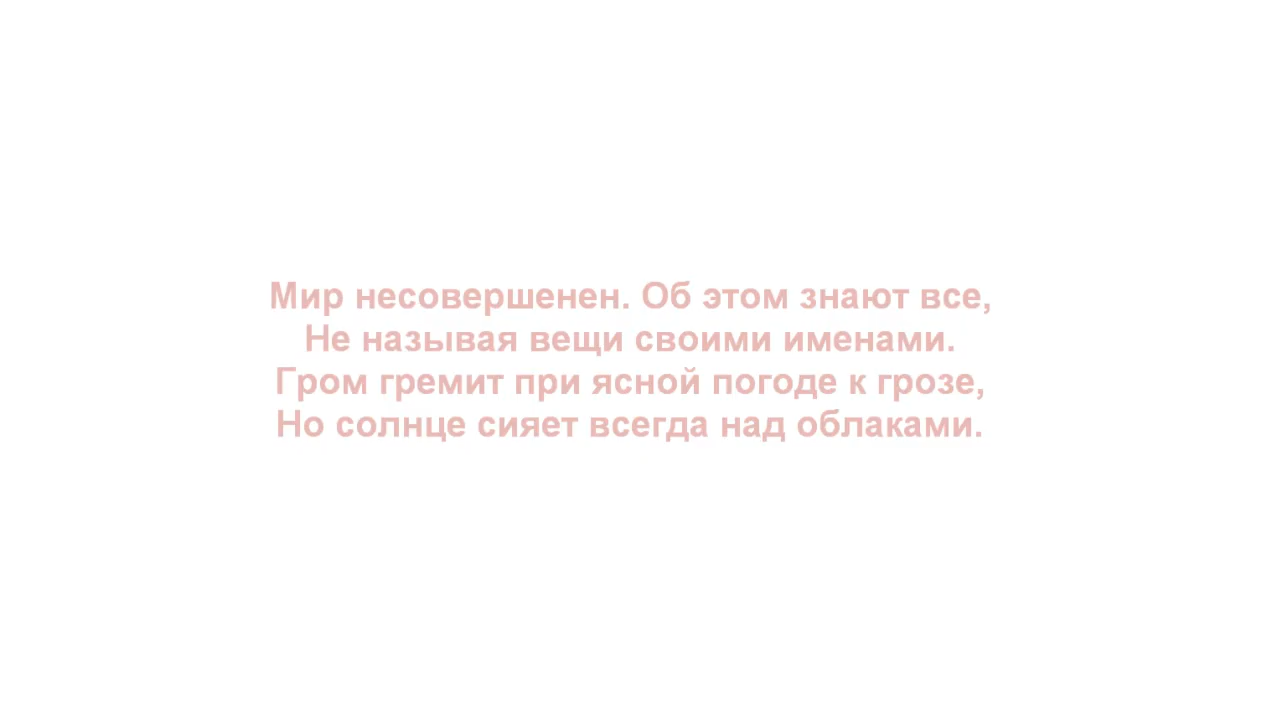 Мир несовершенен. Об этом знают все,
Не называя вещи своими именами.
Гром гремит при ясной погоде к грозе,
Но солнце сияет всегда над облаками.